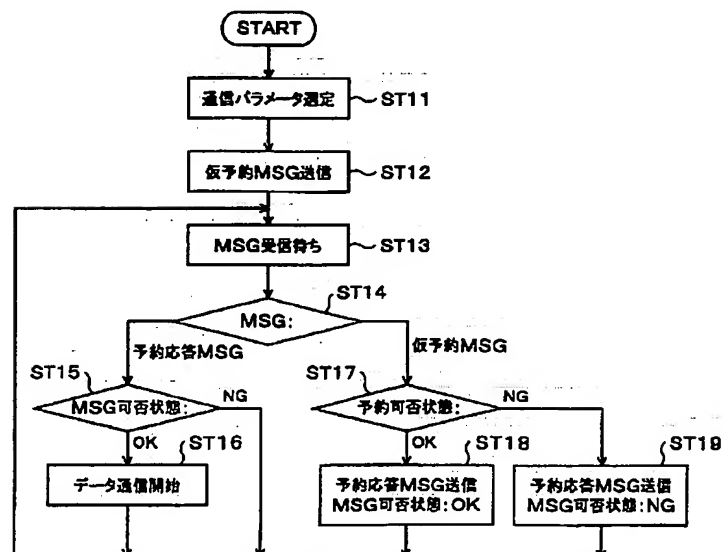 START
通信パラメータ選定
ST11
仮予約MSG送信
ST12
MSG受信待ち
ST13
ST14
MSG:
予約応答MSG
仮予約MSG
ST15
ST17
MSG可否状態:
NG
予約可否状態:
NG
OK
ST16
OK
ST18
ST19
データ通信開始
予約応答MSG送信
MSG可否状態:OK
予約応答MSG送信
MSG可否状態:NG